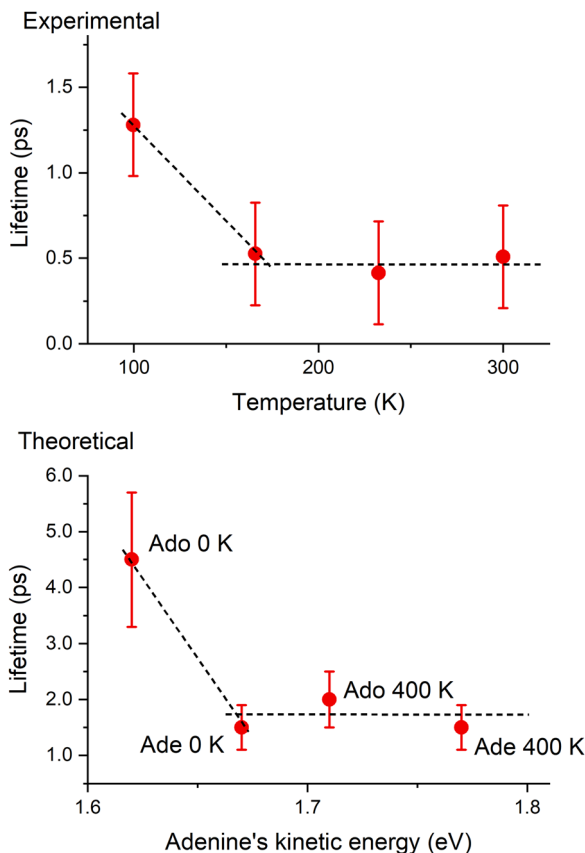 Experimental
Lifetime (ps)
1.5
1.0
0.5
0.0
100
200
300
Temperature (K)
Theoretical
Lifetime (ps)
6.0
5.0
4.0
3.0
2.0
1.0
Ado 0 K
Ado 400 K
Ade 0 K
Ade 400 K
1.6
1.7
1.8
Adenine's kinetic energy (eV)